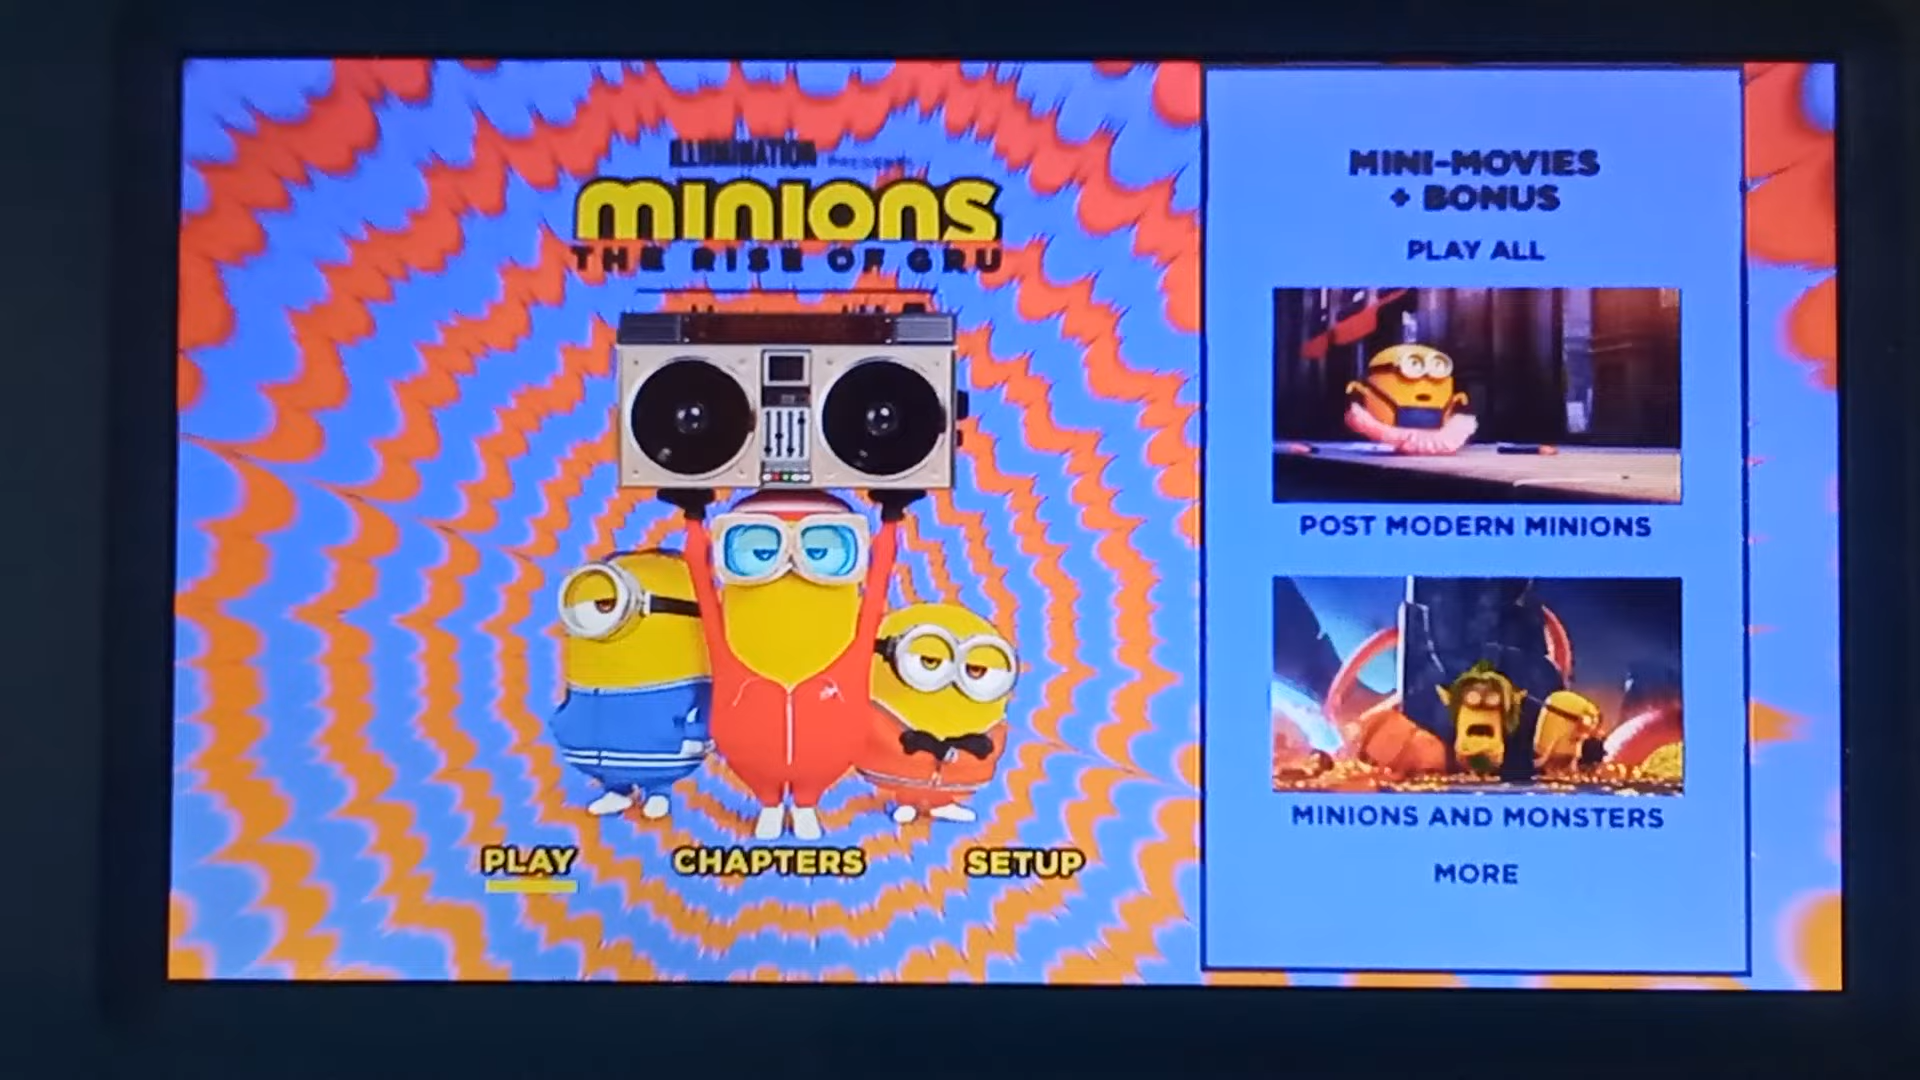 ILLUMINATION PRESENTS
MINIONS
THE RISE OF GRU
PLAY
CHAPTERS
SETUP
MINI-MOVIES
+ BONUS
PLAY ALL
POST MODERN MINIONS
MINIONS AND MONSTERS
MORE